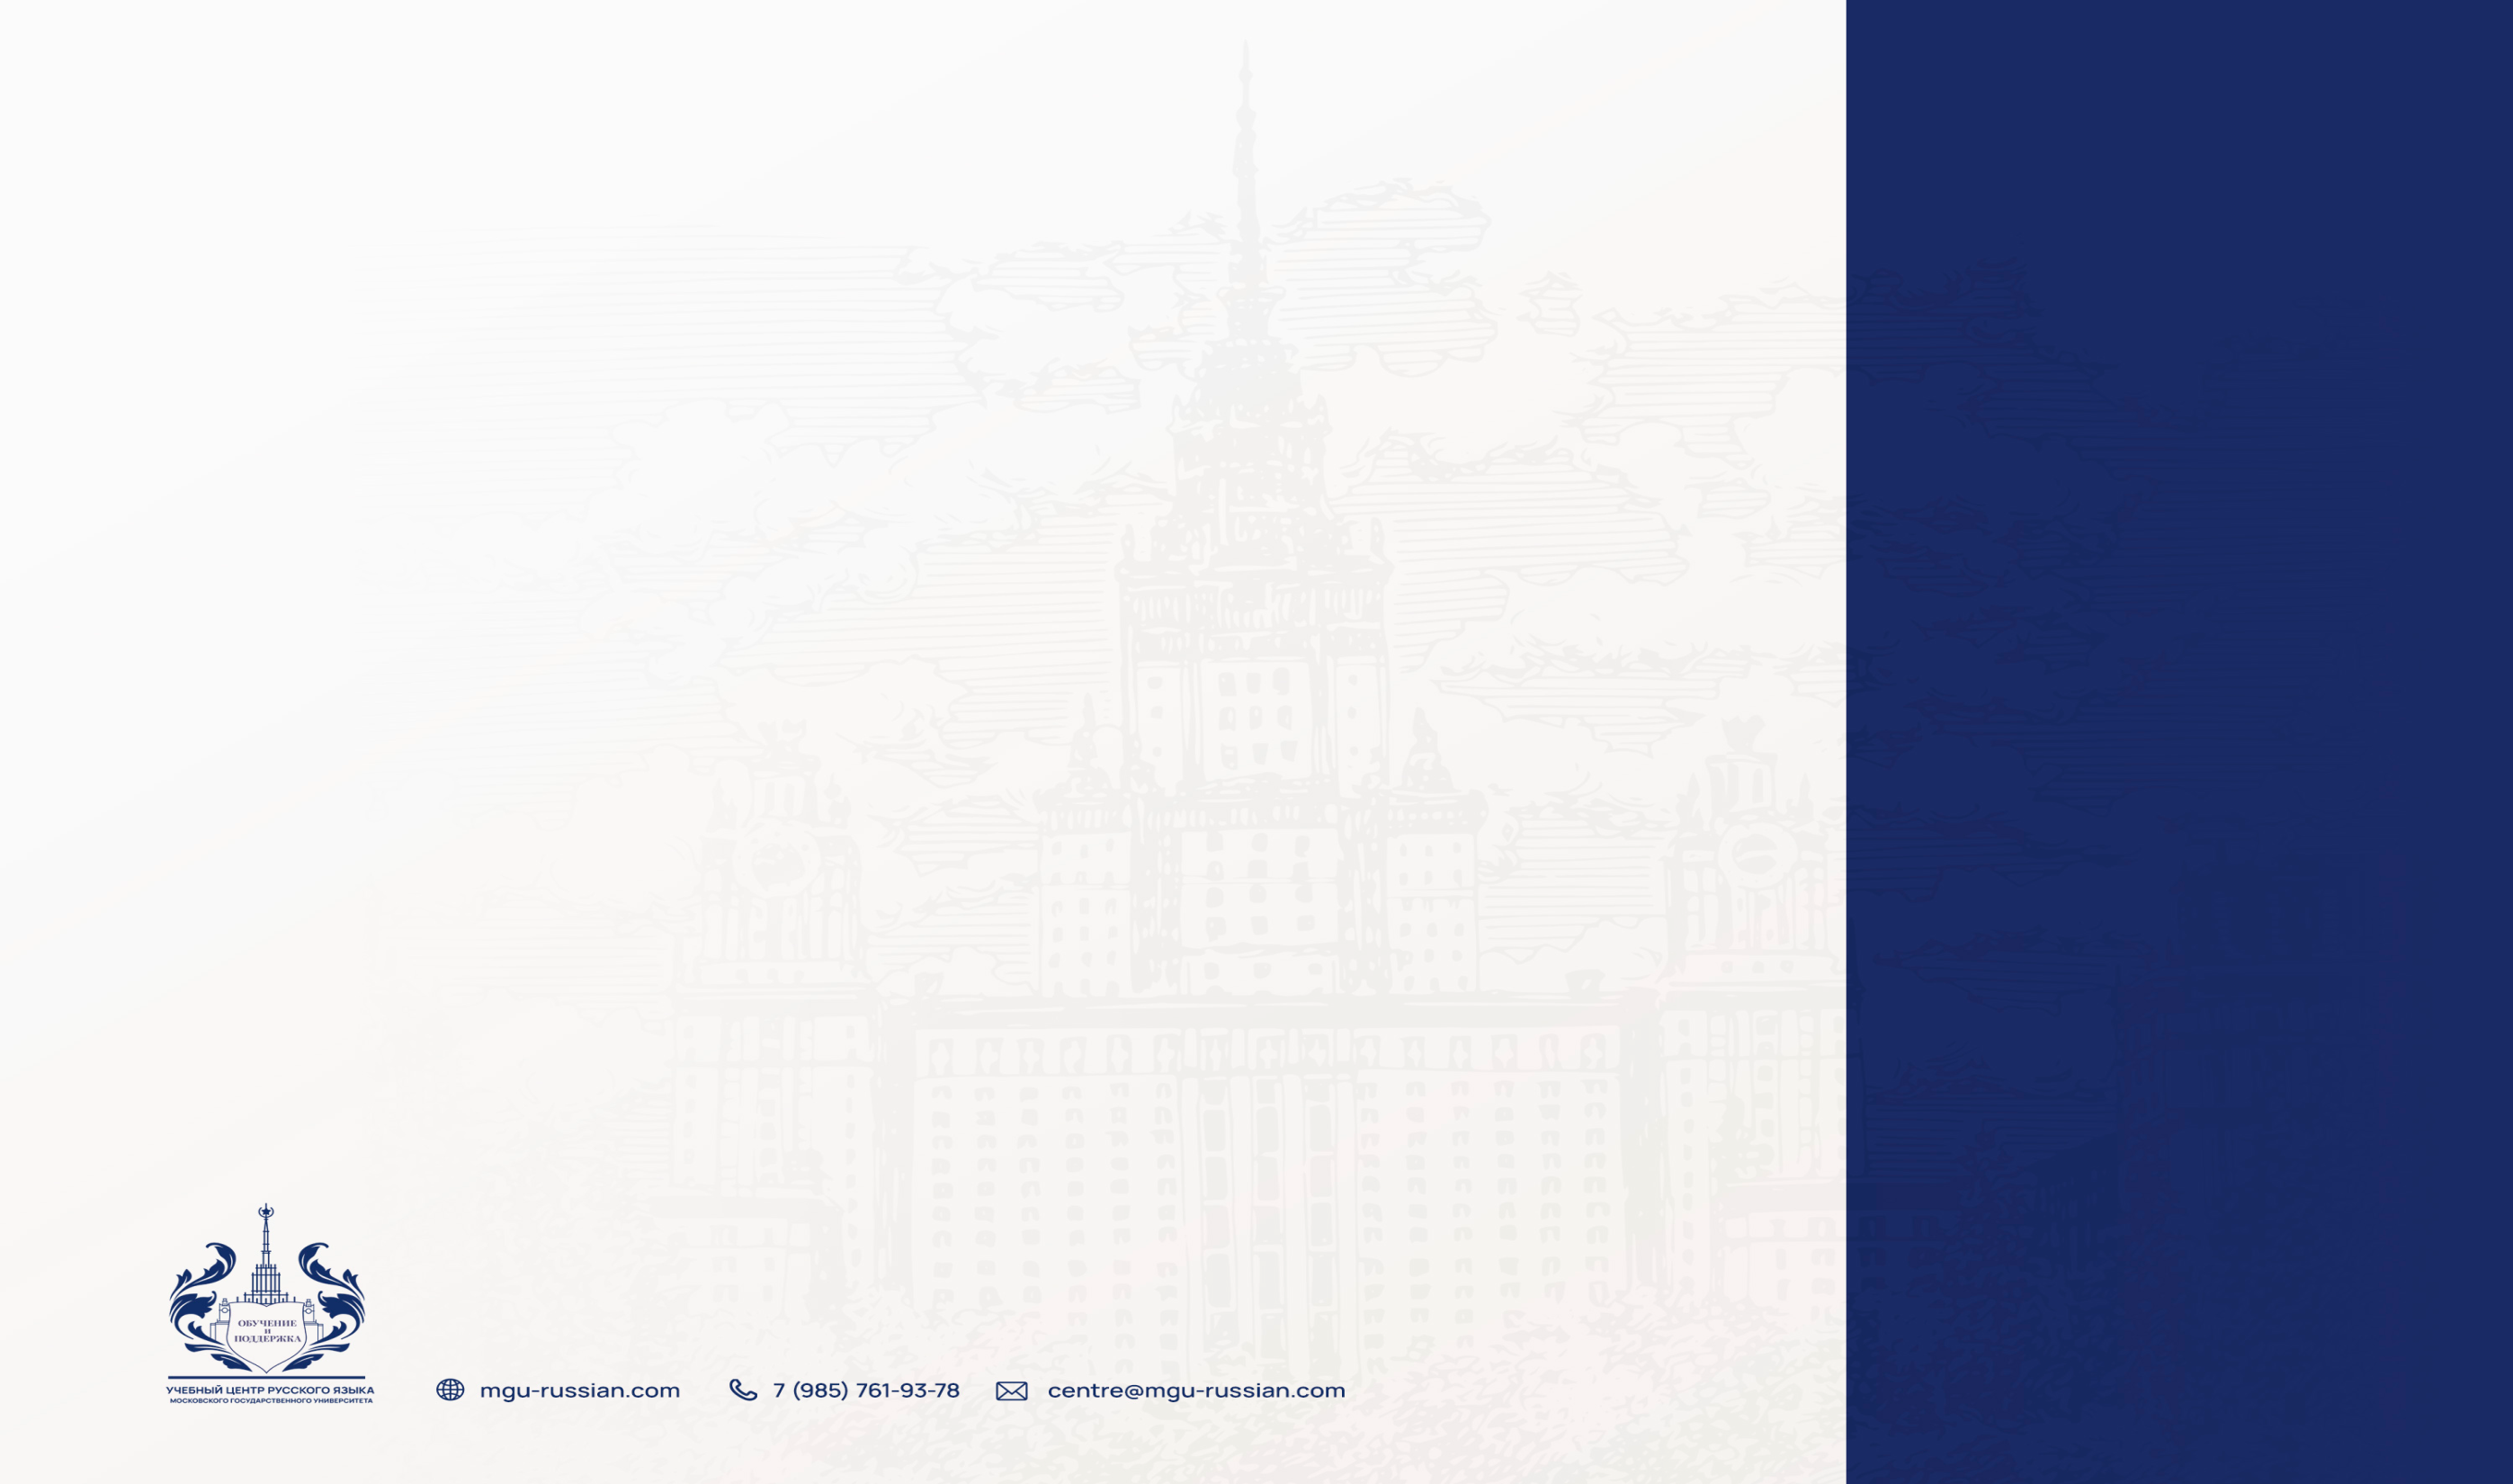 ОБУЧЕНИЕ
И
ПОДДЕРЖКА
УЧЕБНЫЙ ЦЕНТР РУССКОГО ЯЗЫКА
МОСКОВСКОГО ГОСУДАРСТВЕННОГО УНИВЕРСИТЕТА
mgu-russian.com 7 (985) 761-93-78 centre@mgu-russian.com